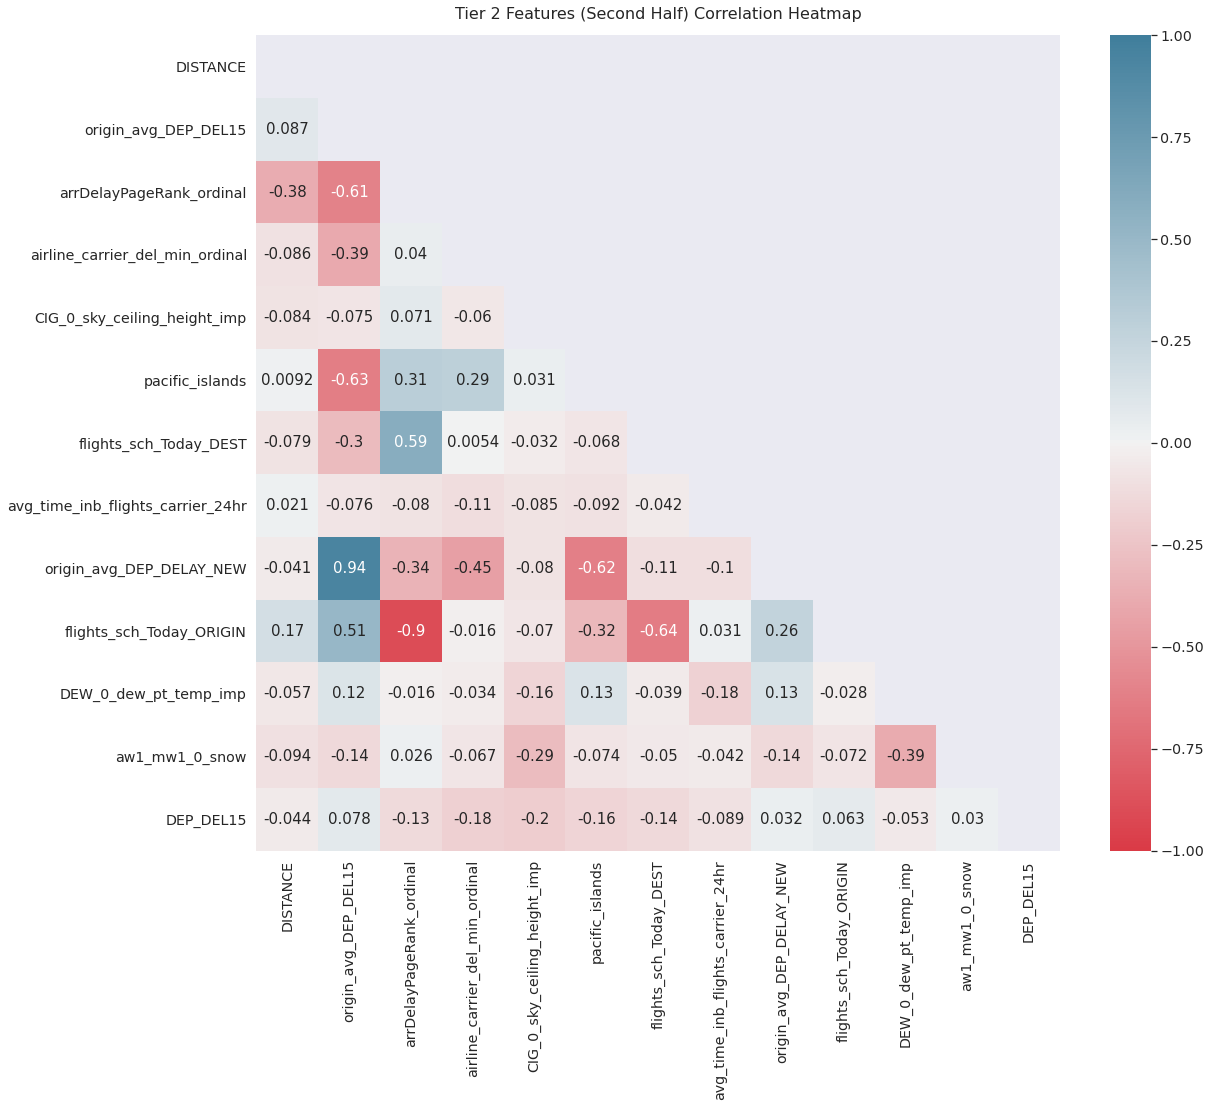 Tier 2 Features (Second Half) Correlation Heatmap
DISTANCE
origin_avg_DEP_DEL15 0.087
arrDelayPageRank_ordinal -0.38 -0.61
airline_carrier_del_min_ordinal -0.086 -0.39 0.04
CIG_0_sky_ceiling_height_imp -0.084 -0.075 0.071 -0.06
pacific_islands 0.0092 -0.63 0.31 0.29 0.031
flights_sch_Today_DEST -0.079 -0.3 0.59 0.0054 -0.032 -0.068
avg_time_inb_flights_carrier_24hr 0.021 -0.076 -0.08 -0.11 -0.085 -0.092 -0.042
origin_avg_DEP_DELAY_NEW -0.041 0.94 -0.34 -0.45 -0.08 -0.62 -0.11 -0.1
flights_sch_Today_ORIGIN 0.17 0.51 -0.9 -0.016 -0.07 -0.32 -0.64 0.031 0.26
DEW_0_dew_pt_temp_imp -0.057 0.12 -0.016 -0.034 -0.16 0.13 -0.039 -0.18 0.13 -0.028
aw1_mw1_0_snow -0.094 -0.14 0.026 -0.067 -0.29 -0.074 -0.05 -0.042 -0.14 -0.072 -0.39
DEP_DEL15 -0.044 0.078 -0.13 -0.18 -0.2 -0.16 -0.14 -0.089 0.032 0.063 -0.053 0.03
DISTANCE
origin_avg_DEP_DEL15
arrDelayPageRank_ordinal
airline_carrier_del_min_ordinal
CIG_0_sky_ceiling_height_imp
pacific_islands
flights_sch_Today_DEST
avg_time_inb_flights_carrier_24hr
origin_avg_DEP_DELAY_NEW
flights_sch_Today_ORIGIN
DEW_0_dew_pt_temp_imp
aw1_mw1_0_snow
DEP_DEL15
1.00
0.75
0.50
0.25
0.00
−0.25
−0.50
−0.75
−1.00